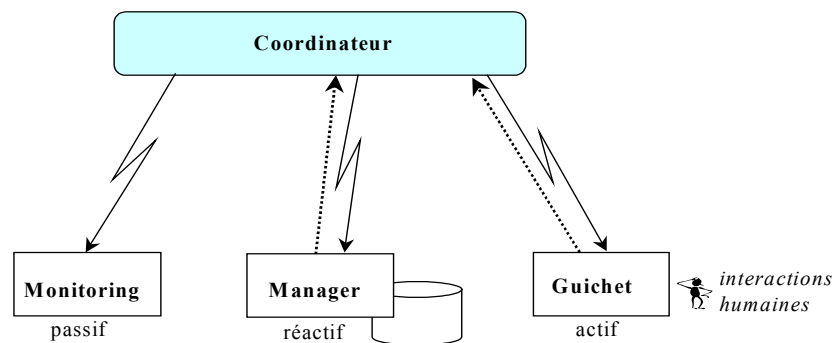 Coordinateur
Monitoring
passif
Manager
réactif
Guichet
actif
interactions
humaines